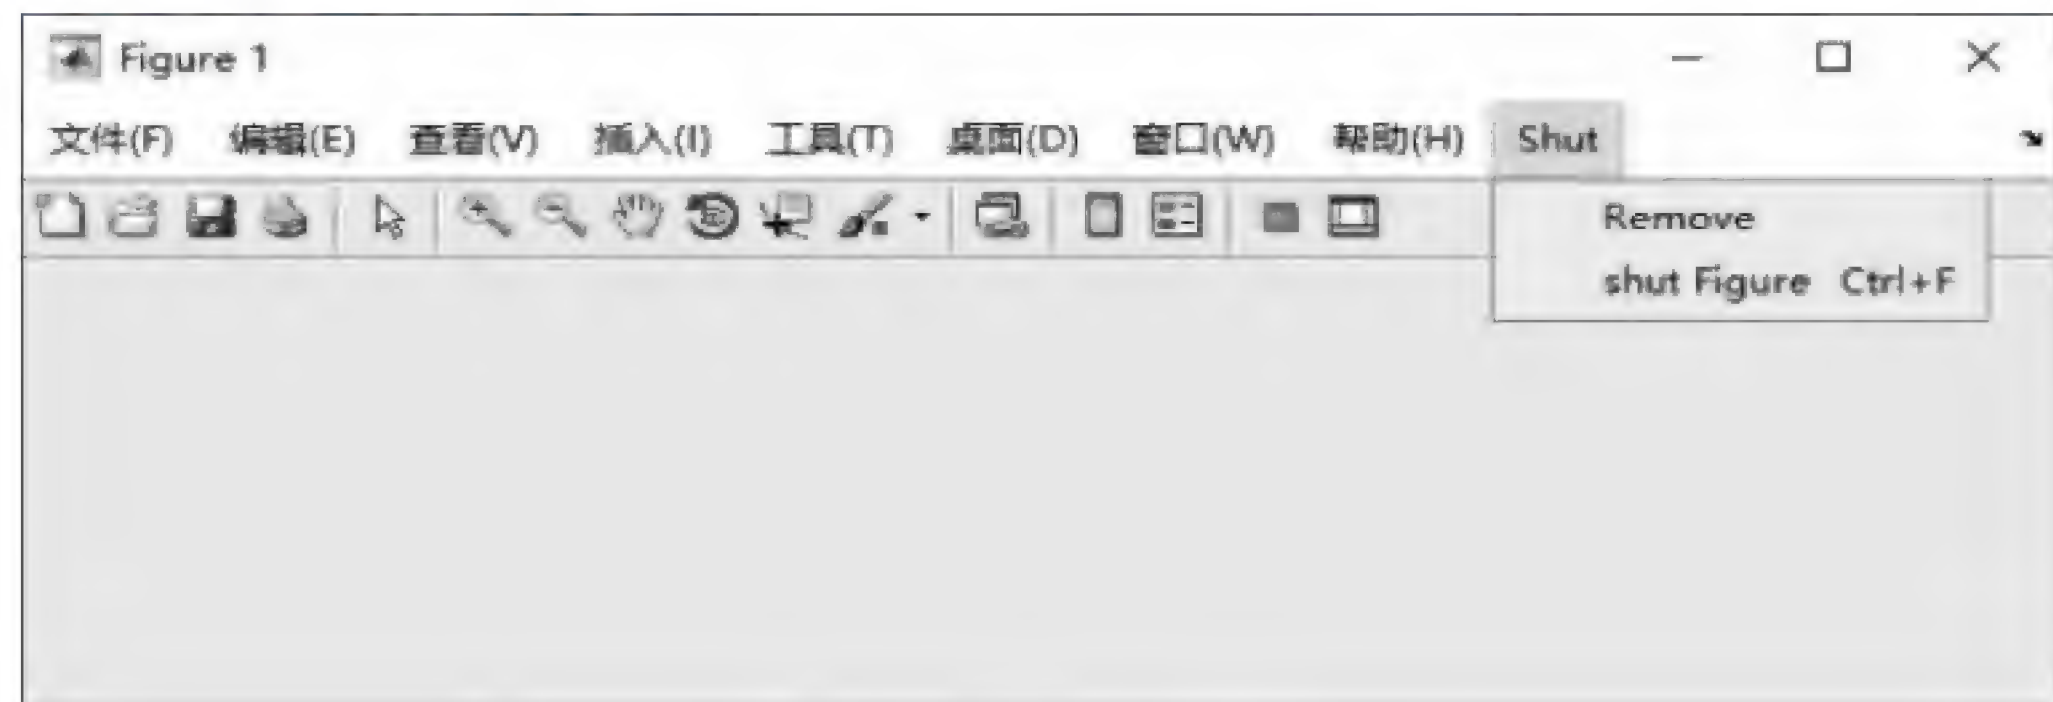 Figure 1
文件(F) 编辑(E) 查看(V) 插入(I) 工具(T) 桌面(D) 窗口(W) 帮助(H) Shut
Remove
shut Figure Ctrl+F